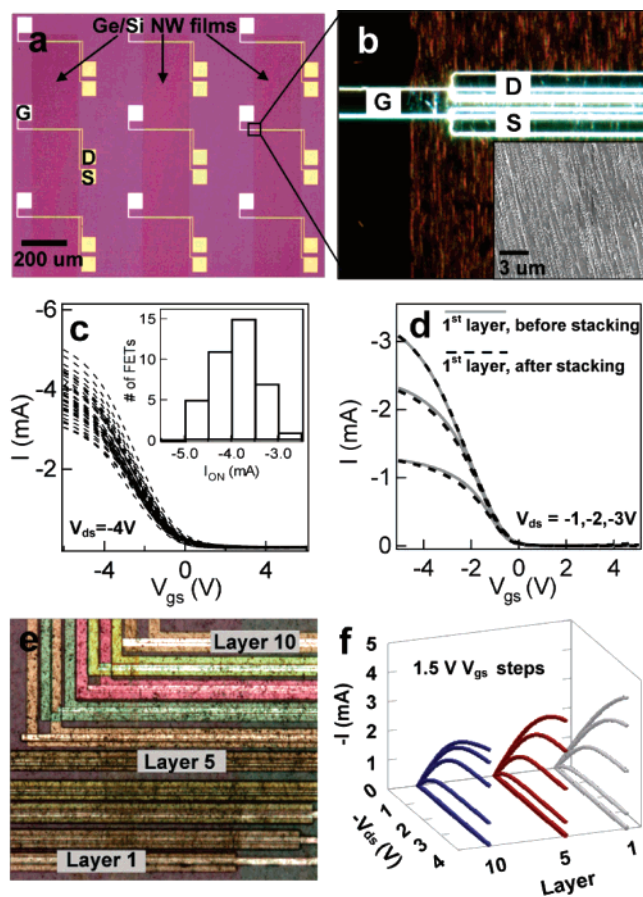 a
Ge/Si NW films
G
D
S
200 um
b
G
D
S
3 um
c
-6
-4
-2
I (mA)
V_ds=-4V
-4
0
4
V_gs (V)
# of FETs
15
10
5
0
-5.0
-4.0
-3.0
I_ON (mA)
d
1st layer, before stacking
1st layer, after stacking
-3
-2
-1
0
I (mA)
V_ds = -1,-2,-3V
-4
-2
0
2
4
V_gs (V)
e
Layer 10
Layer 5
Layer 1
f
1.5 V V_gs steps
5
4
3
2
1
0
-I (mA)
1
2
3
4
-V_ds (V)
10
5
1
Layer